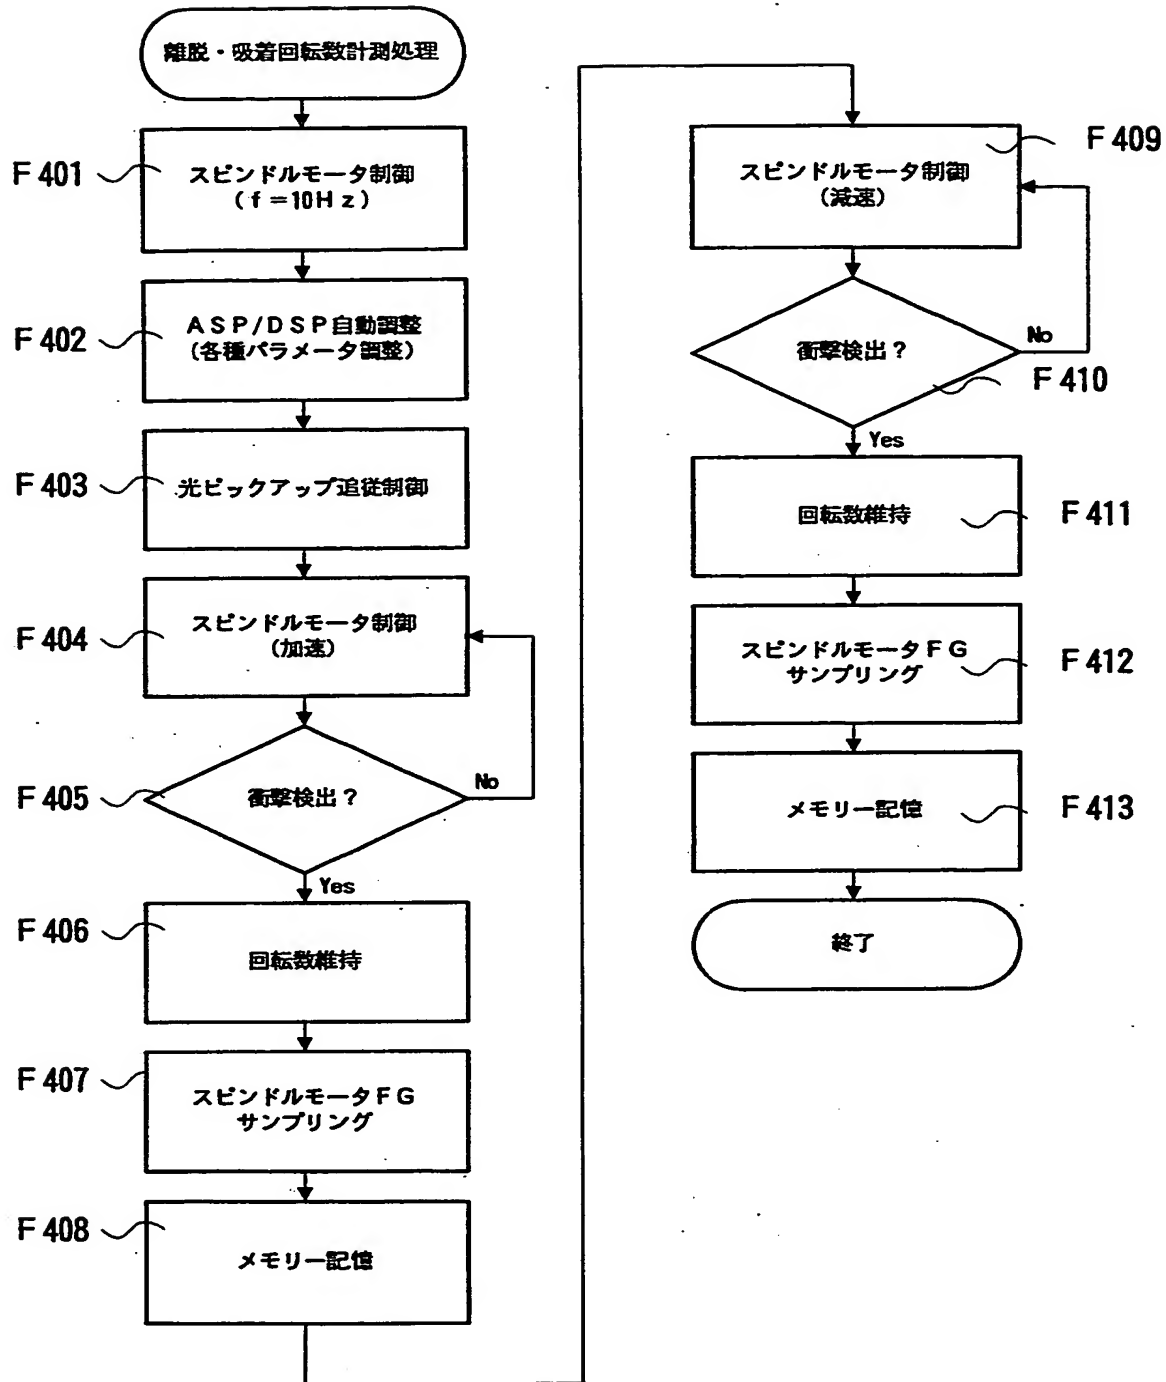 離脱・吸着回転数計測処理
F401
スピンドルモータ制御
(f=10Hz)
F402
ASP/DSP自動調整
(各種パラメータ調整)
F403
光ピックアップ追従制御
F404
スピンドルモータ制御
(加速)
F405
衝撃検出?
No
Yes
F406
回転数維持
F407
スピンドルモータFG
サンプリング
F408
メモリー記憶
F409
スピンドルモータ制御
(減速)
No
衝撃検出?
F410
Yes
回転数維持
F411
スピンドルモータFG
サンプリング
F412
メモリー記憶
F413
終了